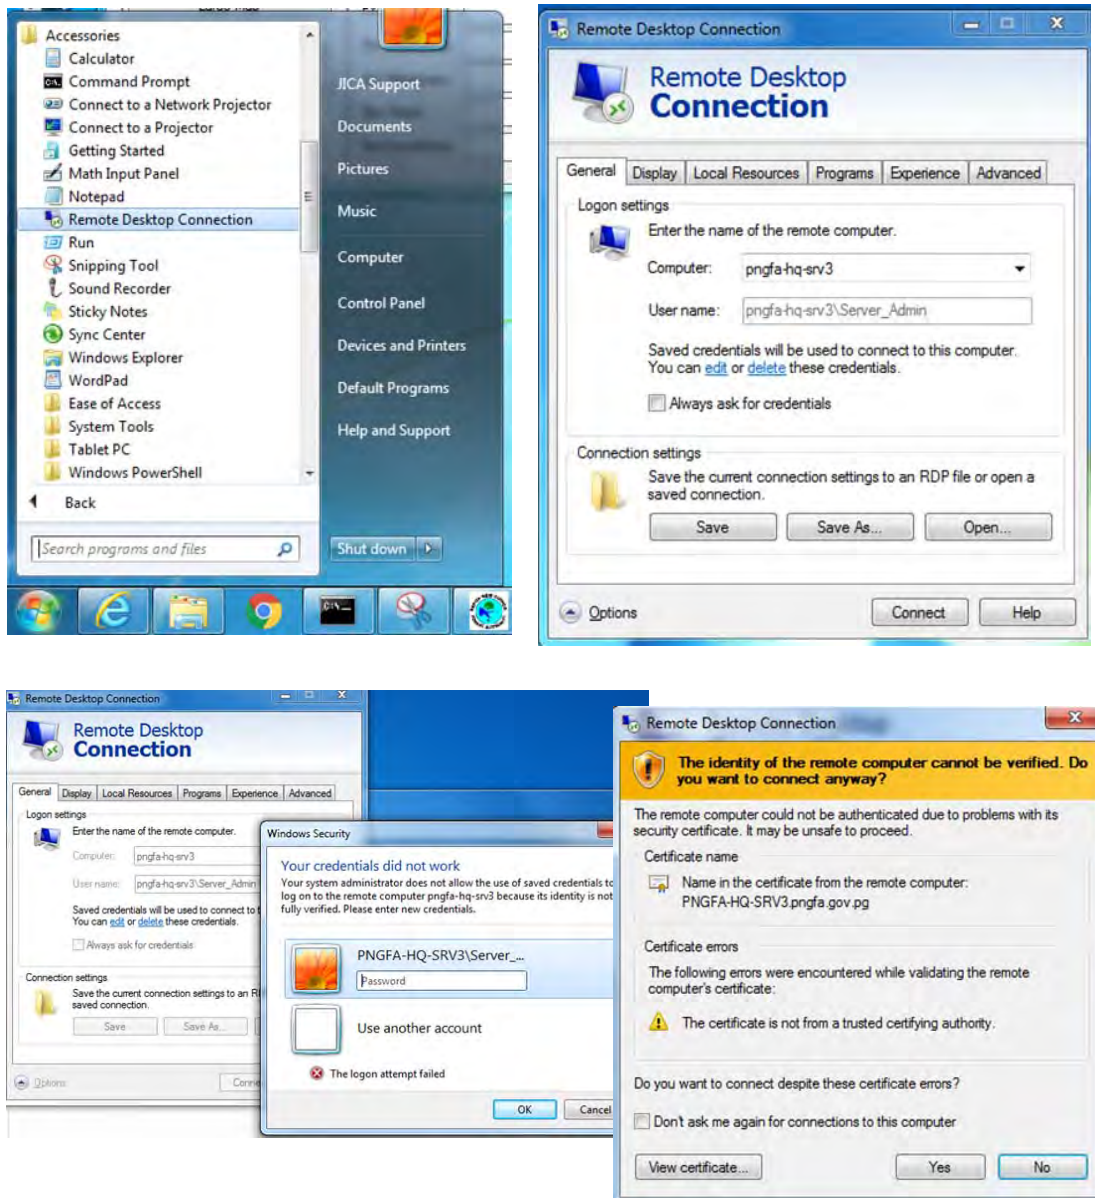 Accessories
Calculator
Command Prompt
Connect to a Network Projector
Connect to a Projector
Getting Started
Math Input Panel
Notepad
Remote Desktop Connection
Run
Snipping Tool
Sound Recorder
Sticky Notes
Sync Center
Windows Explorer
WordPad
Ease of Access
System Tools
Tablet PC
Windows PowerShell
Back
Search programs and files
JICA Support
Documents
Pictures
Music
Computer
Control Panel
Devices and Printers
Default Programs
Help and Support
Shut down
Remote Desktop Connection
Remote Desktop
Connection
General Display Local Resources Programs Experience Advanced
Logon settings
Enter the name of the remote computer.
Computer: pngfa-hq-srv3
User name: pngfa-hq-srv3\Server_Admin
Saved credentials will be used to connect to this computer.
You can edit or delete these credentials.
Always ask for credentials
Connection settings
Save the current connection settings to an RDP file or open a
saved connection.
Save Save As... Open...
Options Connect Help
Remote Desktop Connection
Remote Desktop
Connection
General Display Local Resources Programs Experience Advanced
Logon settings
Enter the name of the remote computer.
Computer: pngfa-hq-srv3
User name: pngfa-hq-srv3\Server_Admin
Saved credentials will be used to connect to
You can edit or delete these credentials.
Always ask for credentials
Connection settings
Save the current connection settings to an
saved connection.
Save Save As...
Options
Windows Security
Your credentials did not work
Your system administrator does not allow the use of saved credentials to
log on to the remote computer pngfa-hq-srv3 because its identity is not
fully verified. Please enter new credentials.
PNGFA-HQ-SRV3\Server_...
Password
Use another account
The logon attempt failed
OK Cancel
Remote Desktop Connection
The identity of the remote computer cannot be verified. Do
you want to connect anyway?
The remote computer could not be authenticated due to problems with its
security certificate. It may be unsafe to proceed.
Certificate name
Name in the certificate from the remote computer:
PNGFA-HQ-SRV3.pngfa.gov.pg
Certificate errors
The following errors were encountered while validating the remote
computer's certificate:
The certificate is not from a trusted certifying authority.
Do you want to connect despite these certificate errors?
Don't ask me again for connections to this computer
View certificate... Yes No